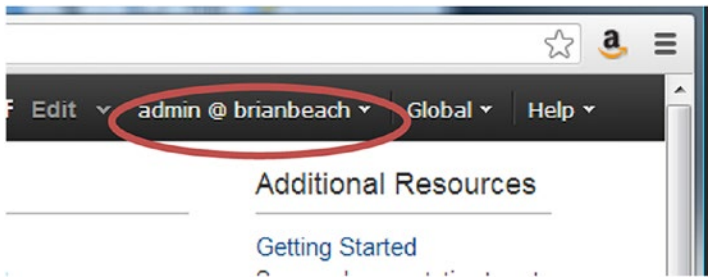 a
Edit admin @ brianbeach Global Help
Additional Resources
Getting Started